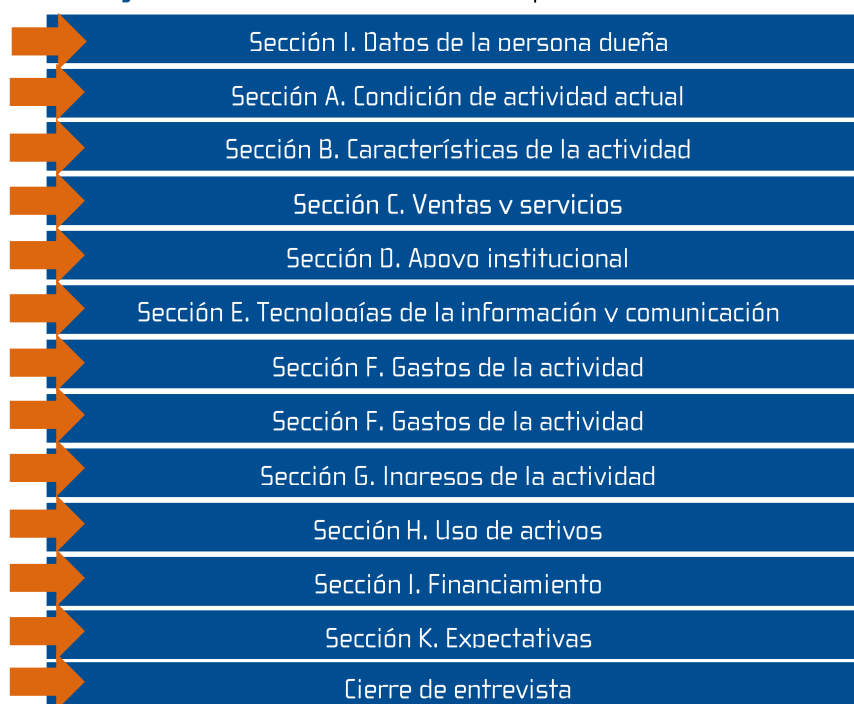 Sección I. Datos de la persona dueña
Sección A. Condición de actividad actual
Sección B. Características de la actividad
Sección C. Ventas y servicios
Sección D. Apoyo institucional
Sección E. Tecnologías de la información y comunicación
Sección F. Gastos de la actividad
Sección F. Gastos de la actividad
Sección G. Ingresos de la actividad
Sección H. Uso de activos
Sección I. Financiamiento
Sección K. Expectativas
Cierre de entrevista